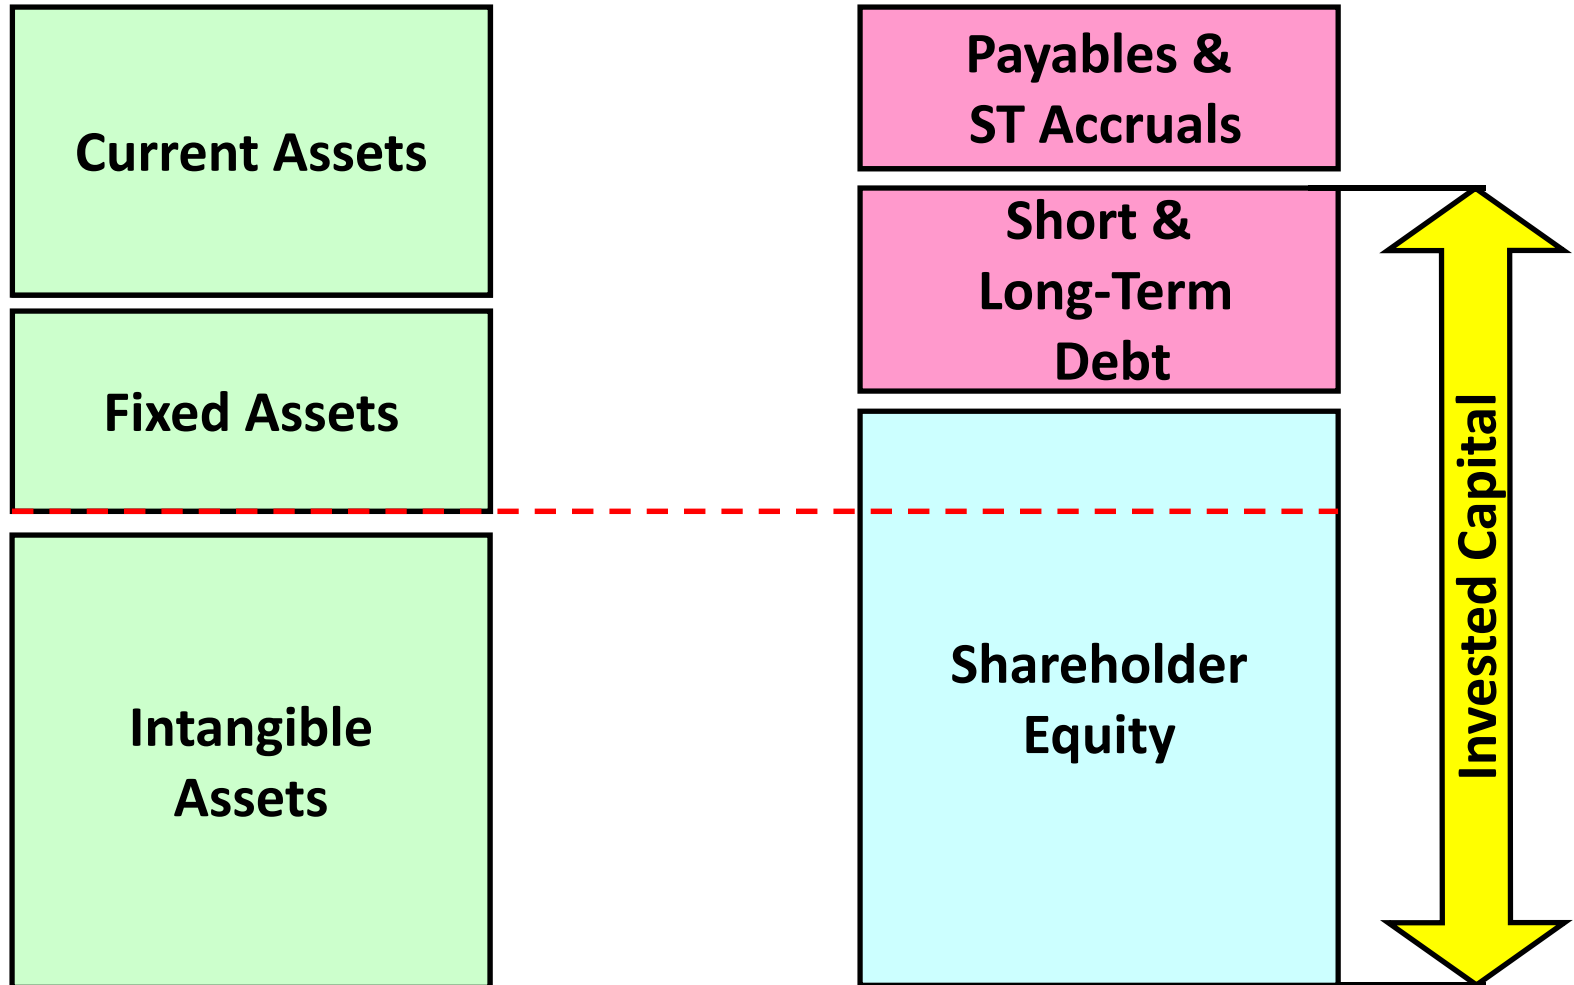 Current Assets
Fixed Assets
Intangible
Assets
Payables &
ST Accruals
Short &
Long-Term
Debt
Shareholder
Equity
Invested Capital